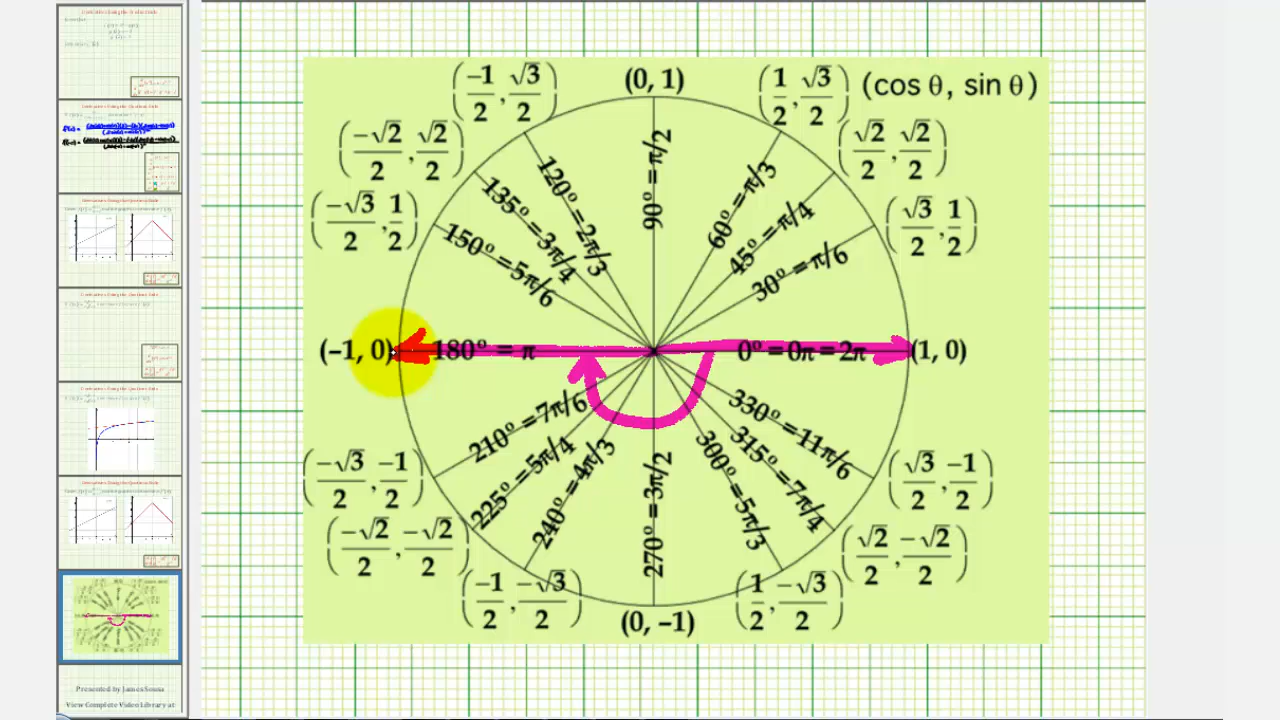 (-1/2, √3/2)
(0, 1)
(1/2, √3/2)
(cos θ, sin θ)
(-√2/2, √2/2)
(√2/2, √2/2)
(-√3/2, 1/2)
(√3/2, 1/2)
120° = 2π/3
90° = π/2
60° = π/3
135° = 3π/4
45° = π/4
150° = 5π/6
30° = π/6
(−1, 0)
180° = π
0° = 0π = 2π
(1, 0)
210° = 7π/6
330° = 11π/6
225° = 5π/4
315° = 7π/4
240° = 4π/3
270° = 3π/2
300° = 5π/3
(-√3/2, -1/2)
(√3/2, -1/2)
(-√2/2, -√2/2)
(√2/2, -√2/2)
(-1/2, -√3/2)
(0, −1)
(1/2, -√3/2)
Presented by James Sousa
View Complete Video Library at